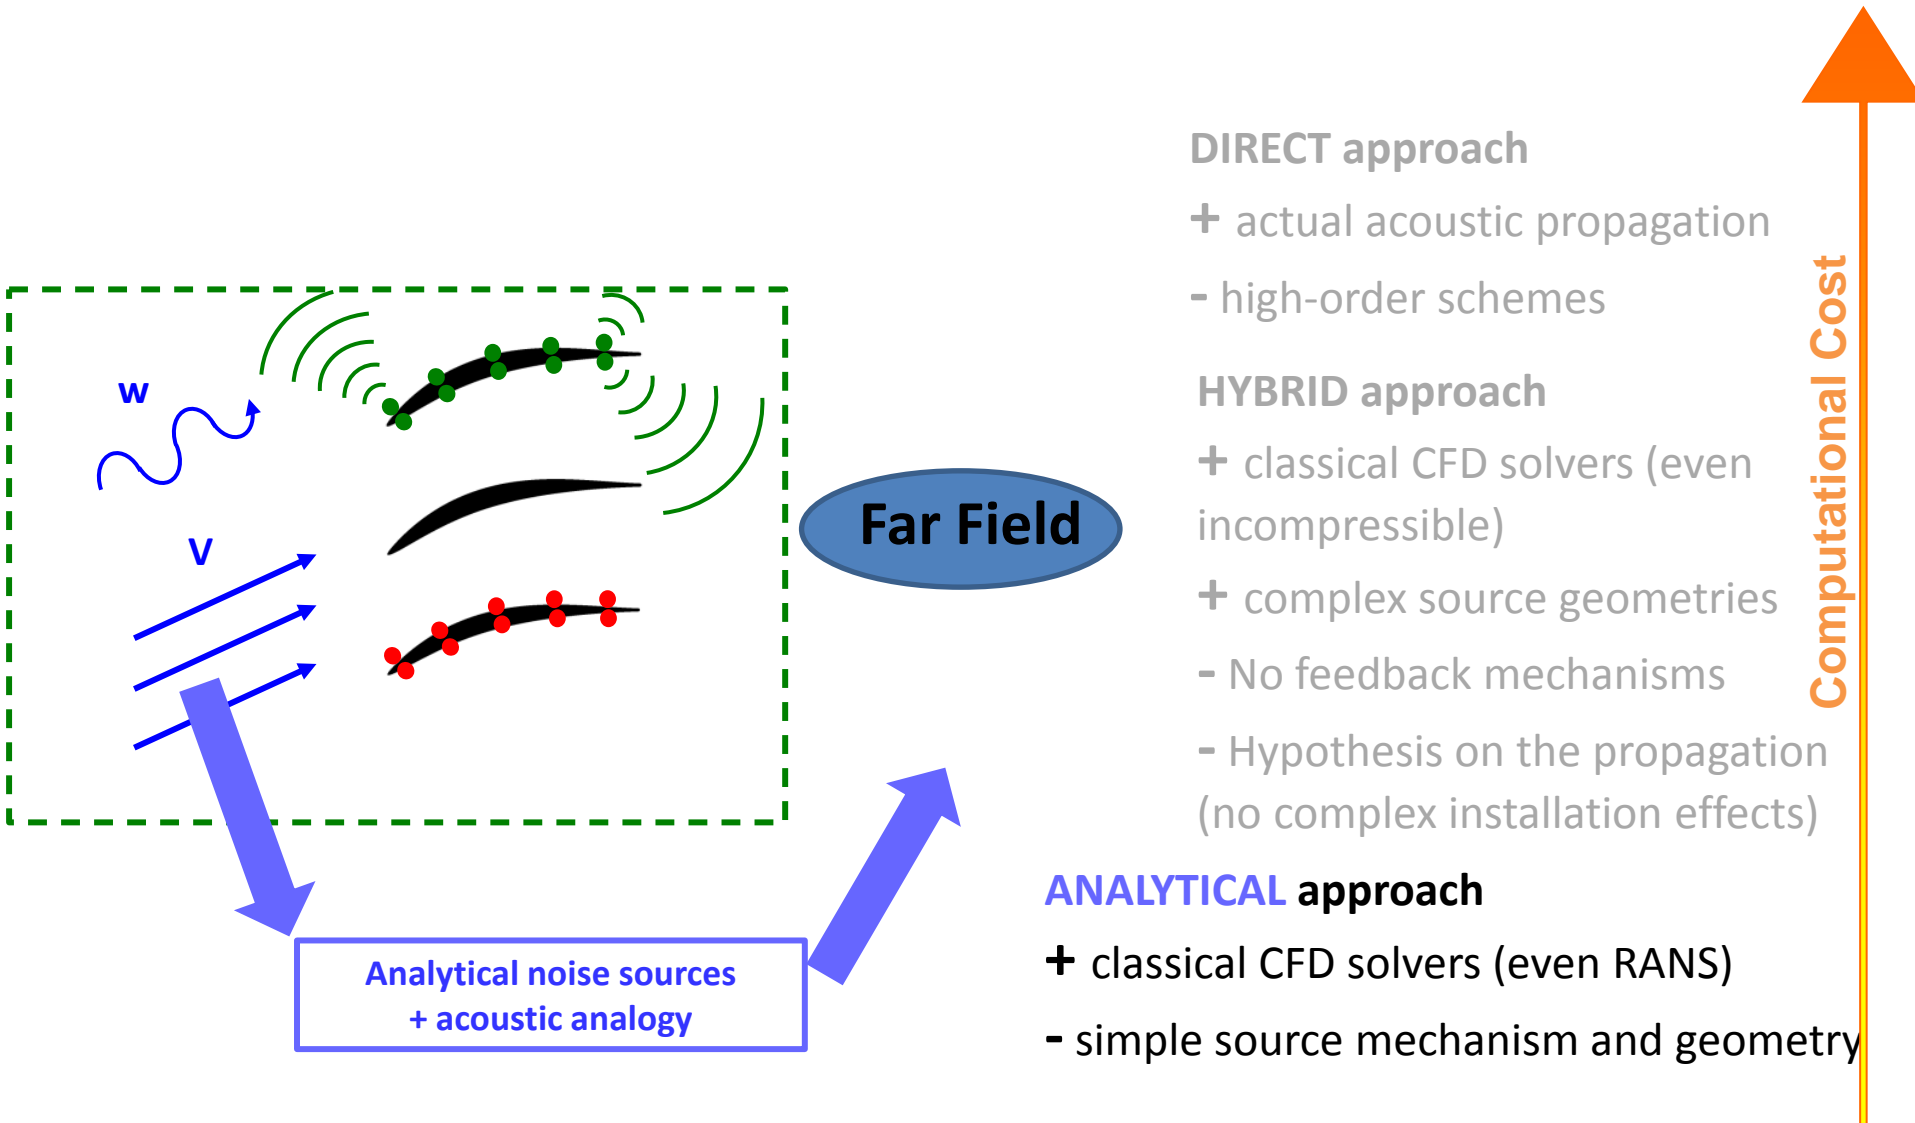 w
V
Far Field
Analytical noise sources
+ acoustic analogy
DIRECT approach
+ actual acoustic propagation
- high-order schemes
HYBRID approach
+ classical CFD solvers (even
incompressible)
+ complex source geometries
- No feedback mechanisms
- Hypothesis on the propagation
(no complex installation effects)
ANALYTICAL approach
+ classical CFD solvers (even RANS)
- simple source mechanism and geometry
Computational Cost